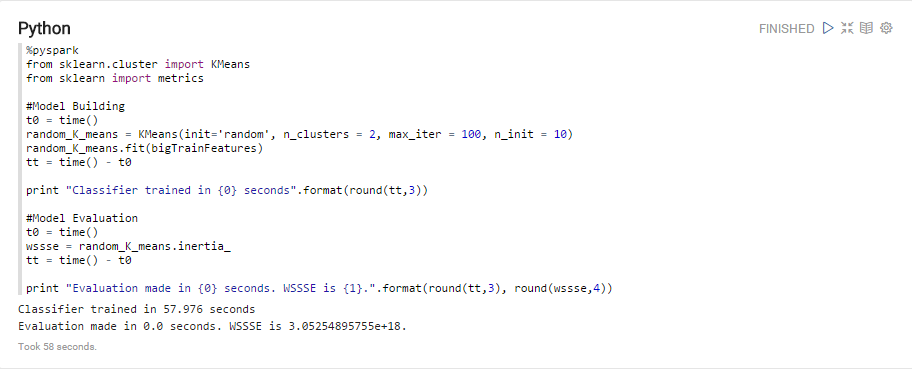 Python
FINISHED
%pyspark
from sklearn.cluster import KMeans
from sklearn import metrics
#Model Building
t0 = time()
random_K_means = KMeans(init='random', n_clusters = 2, max_iter = 100, n_init = 10)
random_K_means.fit(bigTrainFeatures)
tt = time() - t0
print "Classifier trained in {0} seconds".format(round(tt,3))
#Model Evaluation
t0 = time()
wssse = random_K_means.inertia_
tt = time() - t0
print "Evaluation made in {0} seconds. WSSSE is {1}.".format(round(tt,3), round(wssse,4))
Classifier trained in 57.976 seconds
Evaluation made in 0.0 seconds. WSSSE is 3.05254895755e+18.
Took 58 seconds.